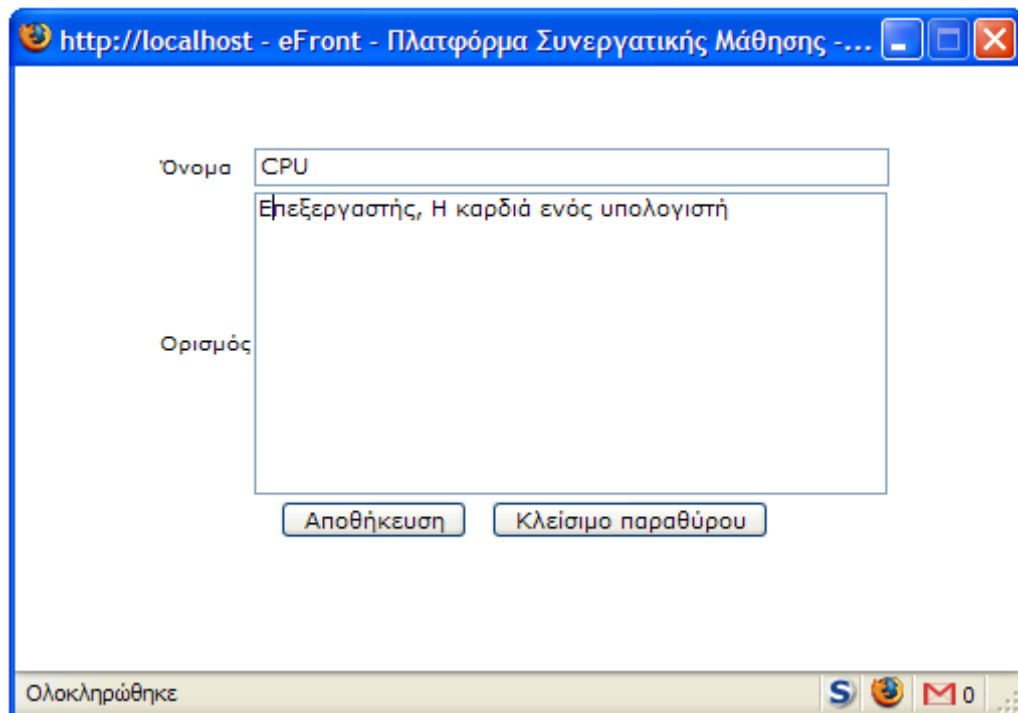 http://localhost - eFront - Πλατφόρμα Συνεργατικής Μάθησης -...
Όνομα CPU
Επεξεργαστής, Η καρδιά ενός υπολογιστή
Ορισμός
Αποθήκευση Κλείσιμο παραθύρου
Ολοκληρώθηκε S 0